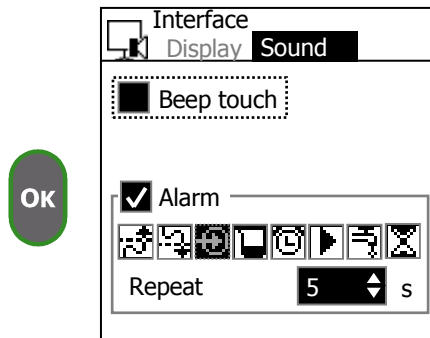 Interface
Display Sound
Beep touch
OK
Alarm
Repeat 5 s